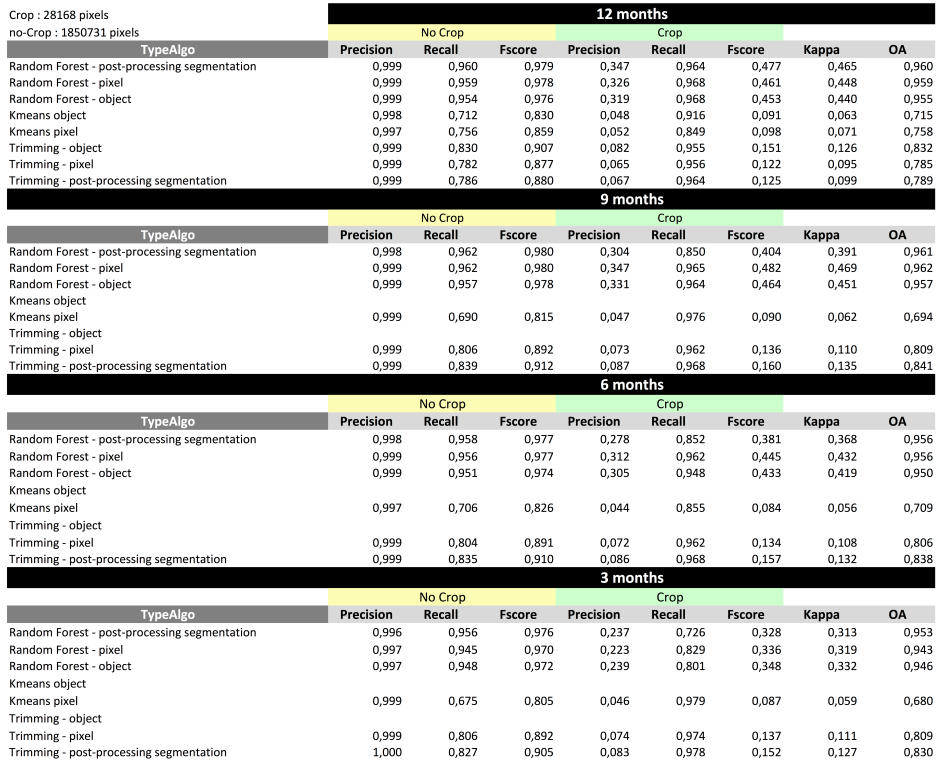 Crop : 28168 pixels
12 months
no-Crop : 1850731 pixels
No Crop Crop
TypeAlgo Precision Recall Fscore Precision Recall Fscore Kappa OA
Random Forest - post-processing segmentation 0,999 0,960 0,979 0,347 0,964 0,477 0,465 0,960
Random Forest - pixel 0,999 0,959 0,978 0,326 0,968 0,461 0,448 0,959
Random Forest - object 0,999 0,954 0,976 0,319 0,968 0,453 0,440 0,955
Kmeans object 0,998 0,712 0,830 0,048 0,916 0,091 0,063 0,715
Kmeans pixel 0,997 0,756 0,859 0,052 0,849 0,098 0,071 0,758
Trimming - object 0,999 0,830 0,907 0,082 0,955 0,151 0,126 0,832
Trimming - pixel 0,999 0,782 0,877 0,065 0,956 0,122 0,095 0,785
Trimming - post-processing segmentation 0,999 0,786 0,880 0,067 0,964 0,125 0,099 0,789
9 months
No Crop Crop
TypeAlgo Precision Recall Fscore Precision Recall Fscore Kappa OA
Random Forest - post-processing segmentation 0,998 0,962 0,980 0,304 0,850 0,404 0,391 0,961
Random Forest - pixel 0,999 0,962 0,980 0,347 0,965 0,482 0,469 0,962
Random Forest - object 0,999 0,957 0,978 0,331 0,964 0,464 0,451 0,957
Kmeans object
Kmeans pixel 0,999 0,690 0,815 0,047 0,976 0,090 0,062 0,694
Trimming - object
Trimming - pixel 0,999 0,806 0,892 0,073 0,962 0,136 0,110 0,809
Trimming - post-processing segmentation 0,999 0,839 0,912 0,087 0,968 0,160 0,135 0,841
6 months
No Crop Crop
TypeAlgo Precision Recall Fscore Precision Recall Fscore Kappa OA
Random Forest - post-processing segmentation 0,998 0,958 0,977 0,278 0,852 0,381 0,368 0,956
Random Forest - pixel 0,999 0,956 0,977 0,312 0,962 0,445 0,432 0,956
Random Forest - object 0,999 0,951 0,974 0,305 0,948 0,433 0,419 0,950
Kmeans object
Kmeans pixel 0,997 0,706 0,826 0,044 0,855 0,084 0,056 0,709
Trimming - object
Trimming - pixel 0,999 0,804 0,891 0,072 0,962 0,134 0,108 0,806
Trimming - post-processing segmentation 0,999 0,835 0,910 0,086 0,968 0,157 0,132 0,838
3 months
No Crop Crop
TypeAlgo Precision Recall Fscore Precision Recall Fscore Kappa OA
Random Forest - post-processing segmentation 0,996 0,956 0,976 0,237 0,726 0,328 0,313 0,953
Random Forest - pixel 0,997 0,945 0,970 0,223 0,829 0,336 0,319 0,943
Random Forest - object 0,997 0,948 0,972 0,239 0,801 0,348 0,332 0,946
Kmeans object
Kmeans pixel 0,999 0,675 0,805 0,046 0,979 0,087 0,059 0,680
Trimming - object
Trimming - pixel 0,999 0,806 0,892 0,074 0,974 0,137 0,111 0,809
Trimming - post-processing segmentation 1,000 0,827 0,905 0,083 0,978 0,152 0,127 0,830